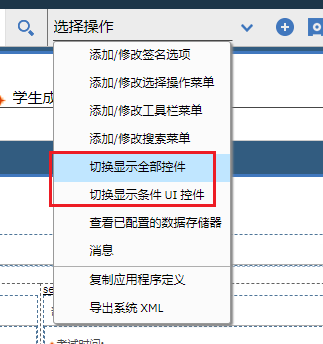 选择操作
添加/修改签名选项
学生成
添加/修改选择操作菜单
添加/修改工具栏菜单
添加/修改搜索菜单
切换显示全部控件
切换显示条件 UI 控件
查看已配置的数据存储器
消息
复制应用程序定义
se
导出系统 XML
考试时间: